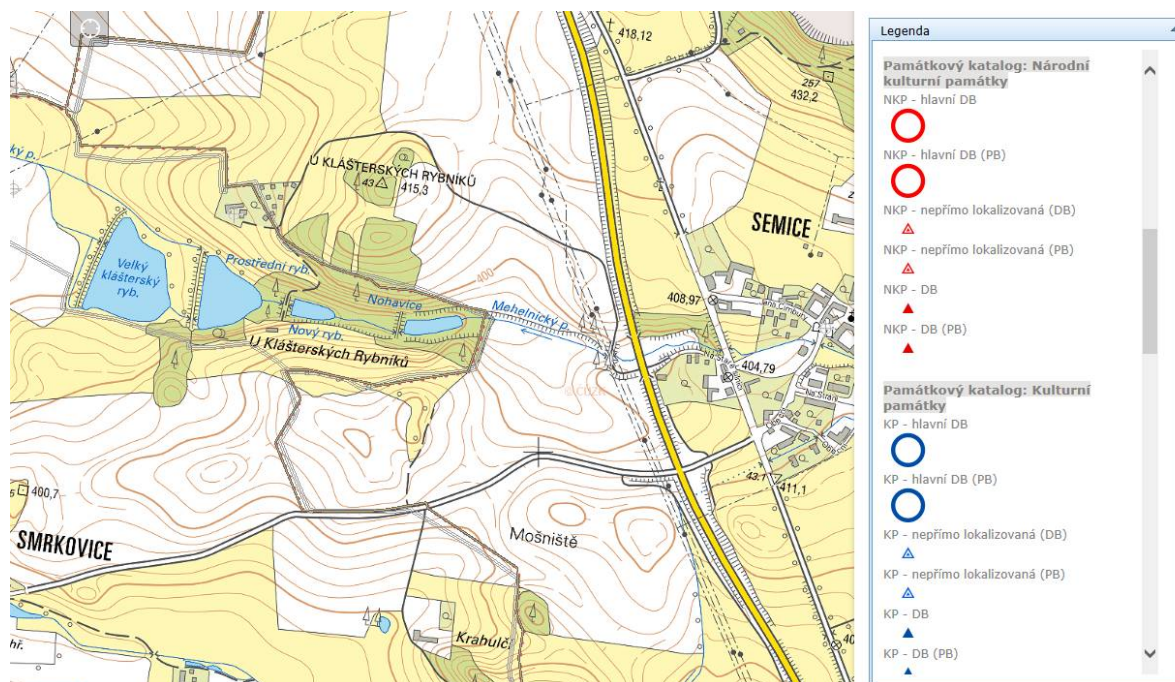 418,12
257
432,2
ký p.
U KLÁŠTERSKÝCH RYBNÍKŮ
43
415,3
SEMICE
Velký
klášterský
ryb.
Prostřední ryb.
400
Nohavice
Mehelnický p.
408,97
Nový ryb.
U Klášterských Rybníků
404,79
Na Stráni
43.1
411,1
400,7
SMRKOVICE
Mošniště
Krabulč.
hř.
40
Legenda
Památkový katalog: Národní
kulturní památky
NKP - hlavní DB
NKP - hlavní DB (PB)
NKP - nepřímo lokalizovaná (DB)
NKP - nepřímo lokalizovaná (PB)
NKP - DB
NKP - DB (PB)
Památkový katalog: Kulturní
památky
KP - hlavní DB
KP - hlavní DB (PB)
KP - nepřímo lokalizovaná (DB)
KP - nepřímo lokalizovaná (PB)
KP - DB
KP - DB (PB)